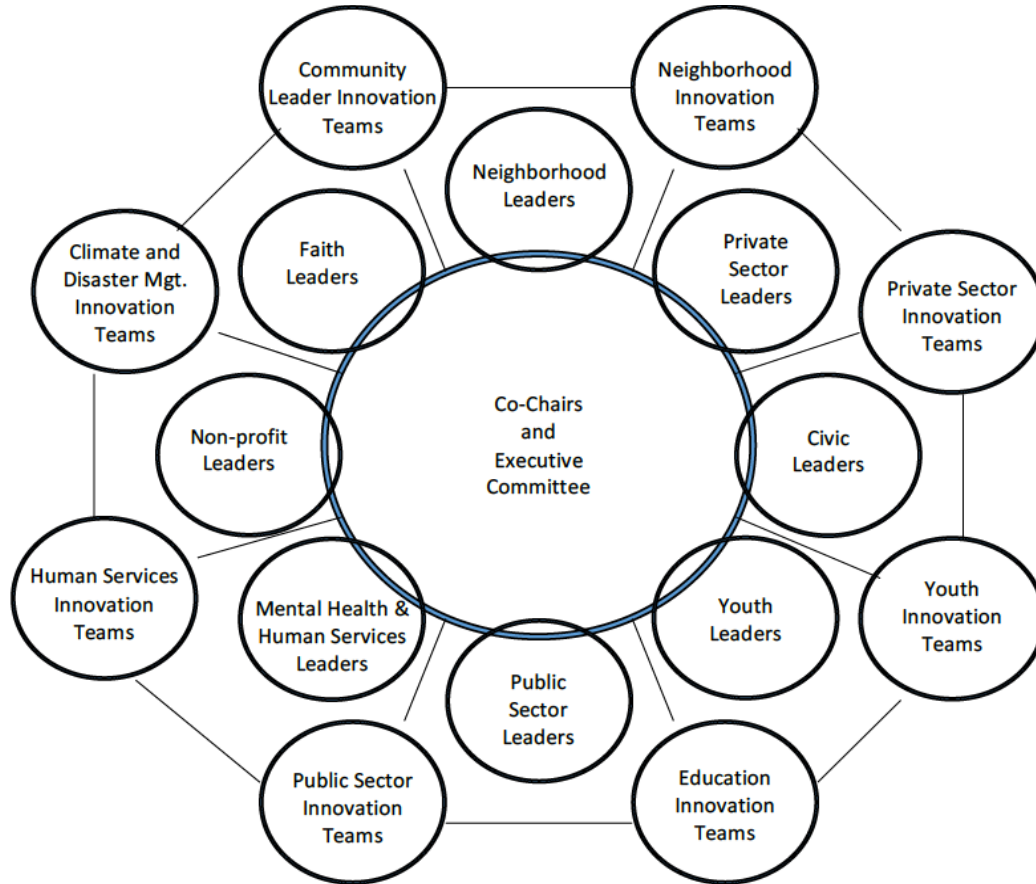 Community
Leader Innovation
Teams
Neighborhood
Innovation
Teams
Neighborhood
Leaders
Faith
Leaders
Private
Sector
Leaders
Climate and
Disaster Mgt.
Innovation
Teams
Private Sector
Innovation
Teams
Co-Chairs
and
Executive
Committee
Non-profit
Leaders
Civic
Leaders
Human Services
Innovation
Teams
Mental Health &
Human Services
Leaders
Youth
Leaders
Youth
Innovation
Teams
Public
Sector
Leaders
Public Sector
Innovation
Teams
Education
Innovation
Teams